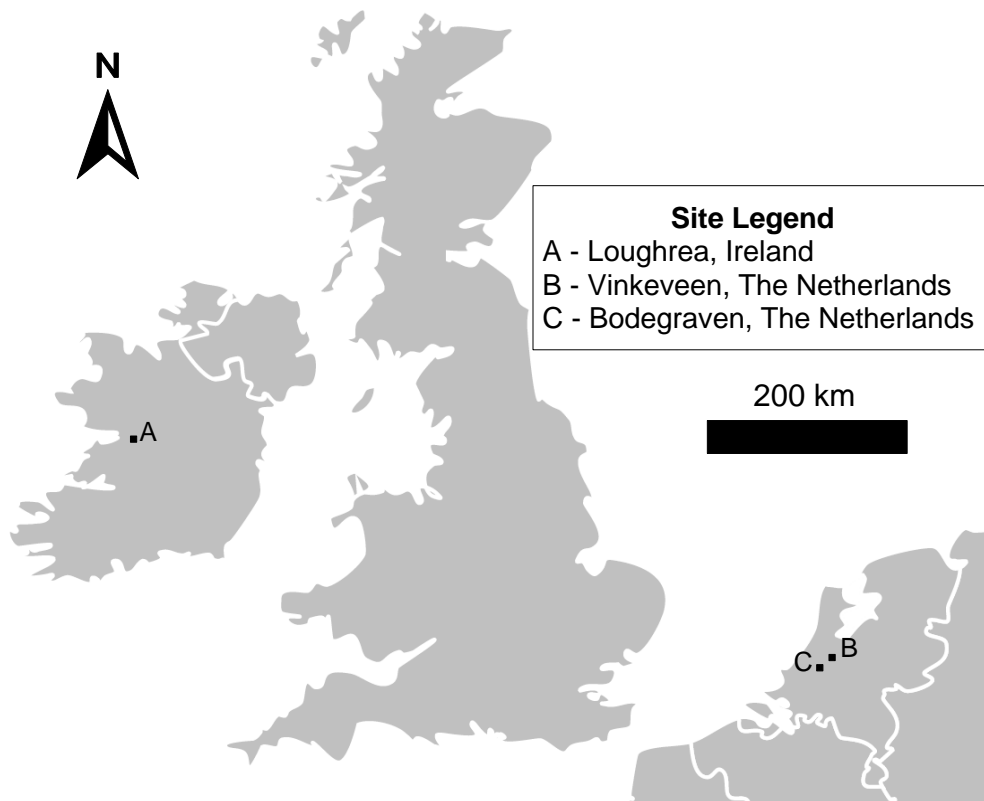 N
Site Legend
A - Loughrea, Ireland
B - Vinkeveen, The Netherlands
C - Bodegraven, The Netherlands
200 km
A
B
C